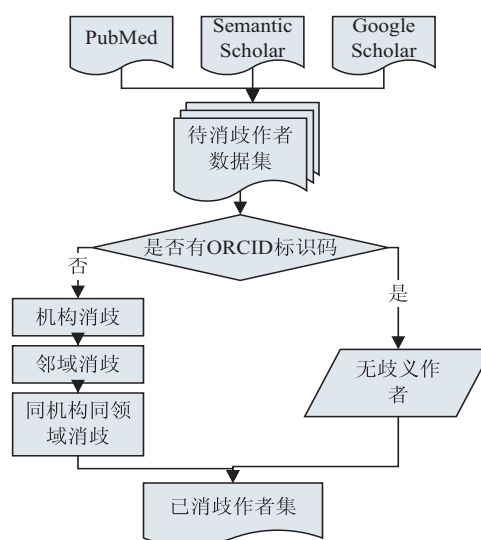 PubMed
Semantic
Scholar
Google
Scholar
待消歧作者
数据集
是否有ORCID标识码
否
是
机构消歧
邻域消歧
同机构同领
域消歧
无歧义作
者
已消歧作者集